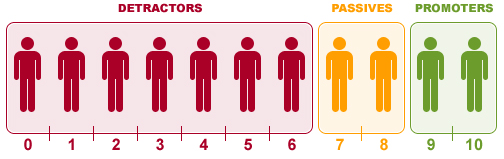 DETRACTORS PASSIVES PROMOTERS
0 1 2 3 4 5 6 7 8 9 10